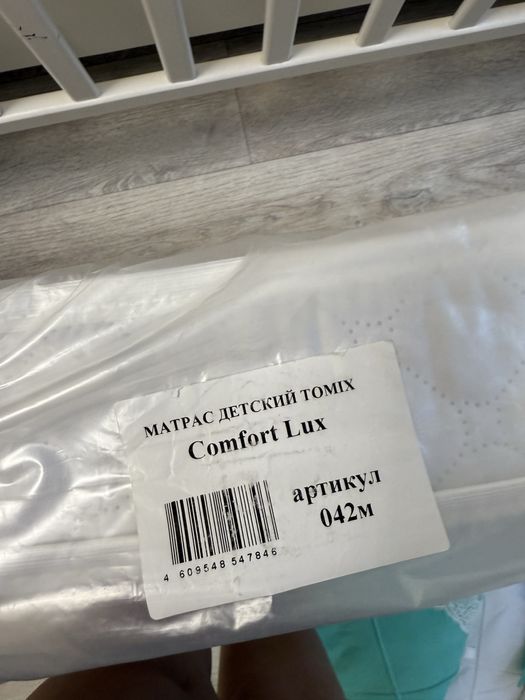 МАТРАС ДЕТСКИЙ TOMIX
Comfort Lux
артикул
042м
4 609548 547846